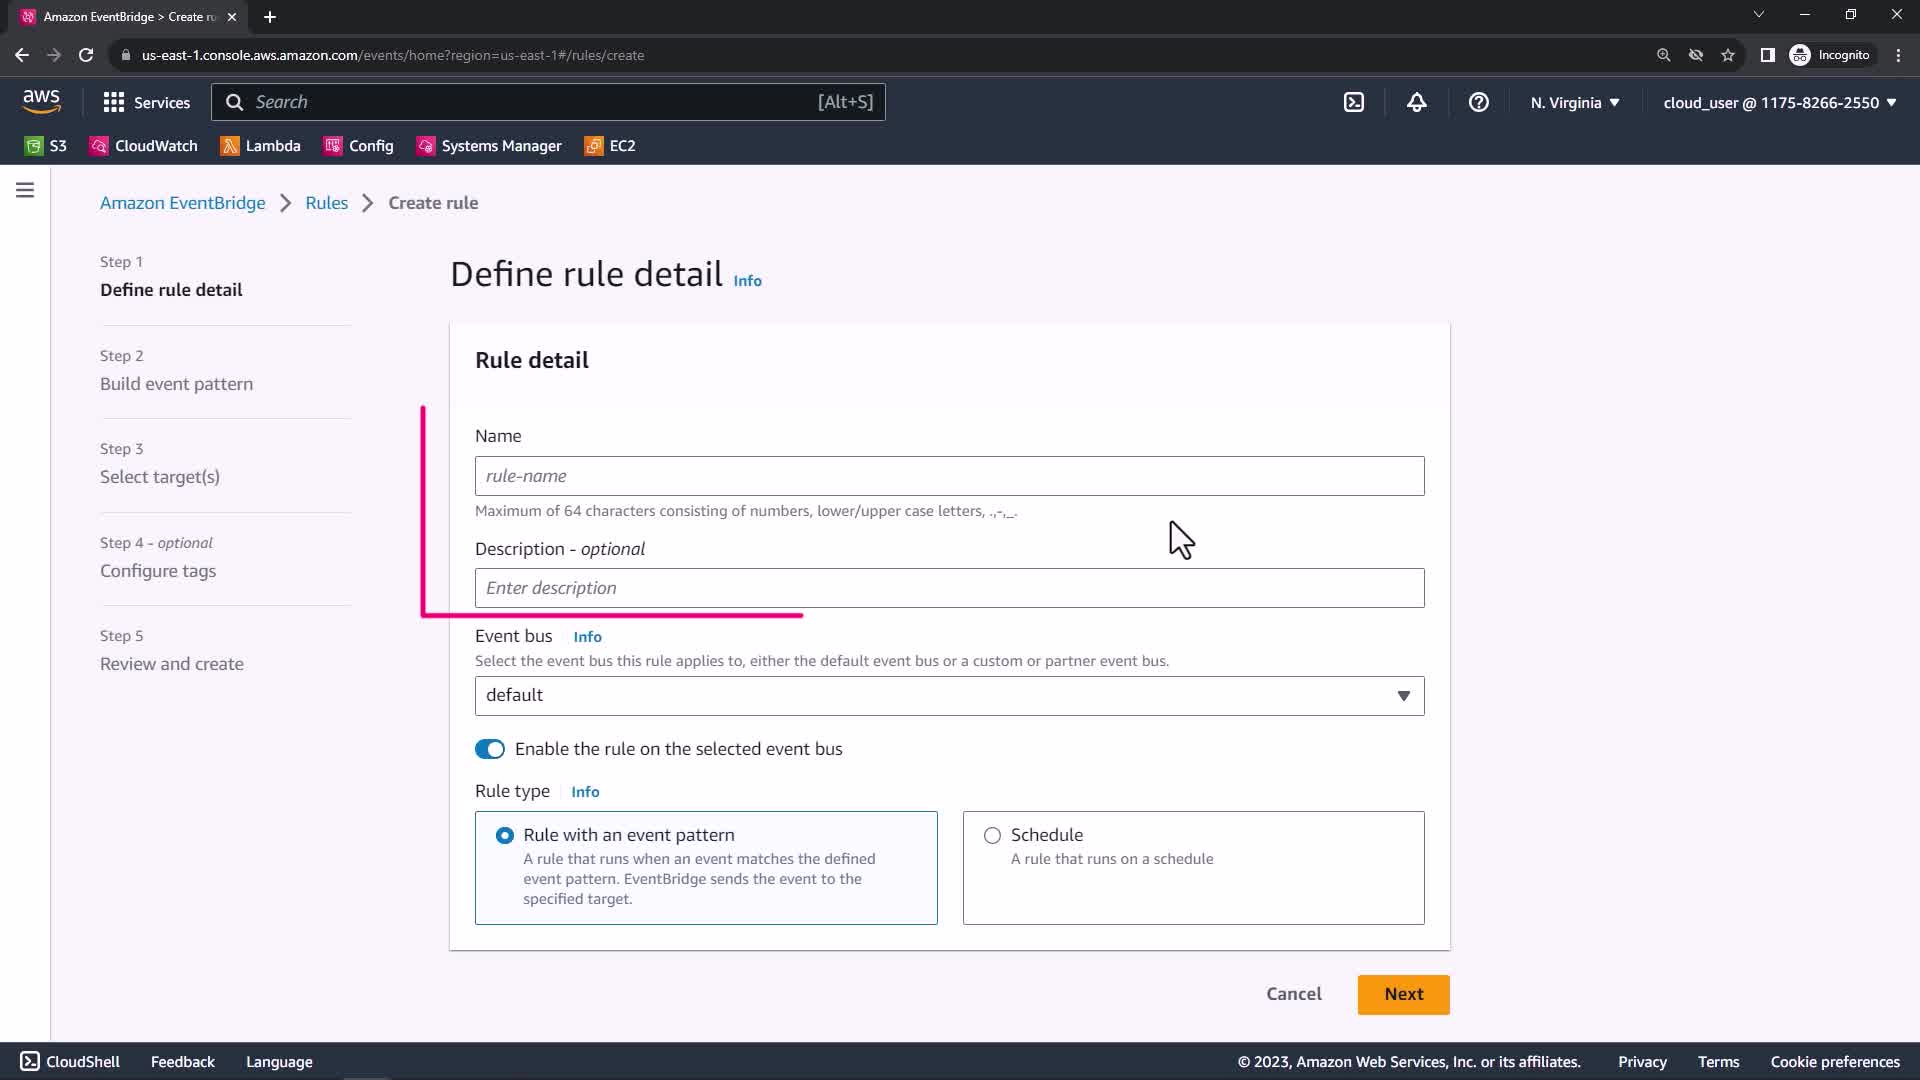 Amazon EventBridge > Create ru
us-east-1.console.aws.amazon.com/events/home?region=us-east-1#/rules/create
Incognito
aws
Services
Search
[Alt+S]
N. Virginia
cloud_user @ 1175-8266-2550
S3
CloudWatch
Lambda
Config
Systems Manager
EC2
Amazon EventBridge
Rules
Create rule
Step 1
Define rule detail
Step 2
Build event pattern
Step 3
Select target(s)
Step 4 - optional
Configure tags
Step 5
Review and create
Define rule detail Info
Rule detail
Name
rule-name
Maximum of 64 characters consisting of numbers, lower/upper case letters, .,-,_.
Description - optional
Enter description
Event bus Info
Select the event bus this rule applies to, either the default event bus or a custom or partner event bus.
default
Enable the rule on the selected event bus
Rule type Info
Rule with an event pattern
A rule that runs when an event matches the defined
event pattern. EventBridge sends the event to the
specified target.
Schedule
A rule that runs on a schedule
Cancel
Next
CloudShell
Feedback
Language
© 2023, Amazon Web Services, Inc. or its affiliates.
Privacy
Terms
Cookie preferences